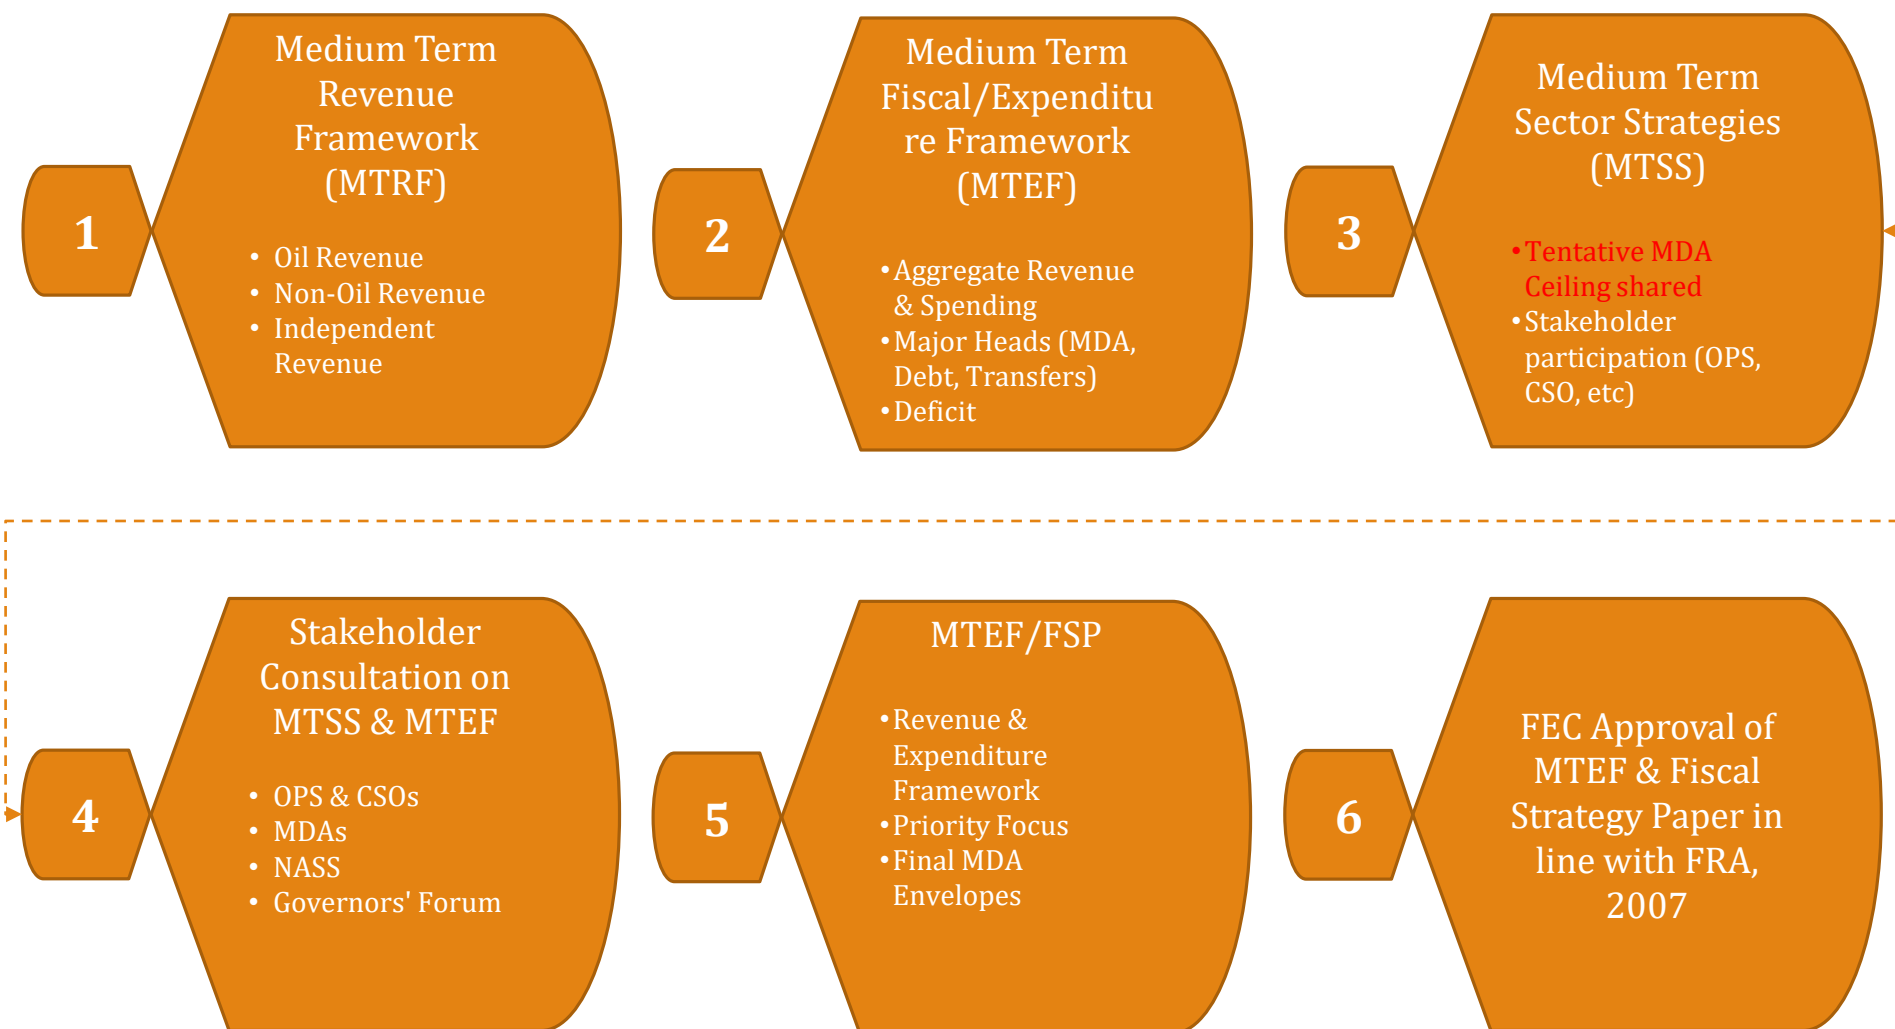 1
Medium Term
Revenue
Framework
(MTRF)
• Oil Revenue
• Non-Oil Revenue
• Independent
Revenue
2
Medium Term
Fiscal/Expenditu
re Framework
(MTEF)
•Aggregate Revenue
& Spending
•Major Heads (MDA,
Debt, Transfers)
•Deficit
3
Medium Term
Sector Strategies
(MTSS)
•Tentative MDA
Ceiling shared
•Stakeholder
participation (OPS,
CSO, etc)
4
Stakeholder
Consultation on
MTSS & MTEF
• OPS & CSOs
• MDAs
• NASS
• Governors' Forum
5
MTEF/FSP
•Revenue &
Expenditure
Framework
•Priority Focus
•Final MDA
Envelopes
6
FEC Approval of
MTEF & Fiscal
Strategy Paper in
line with FRA,
2007